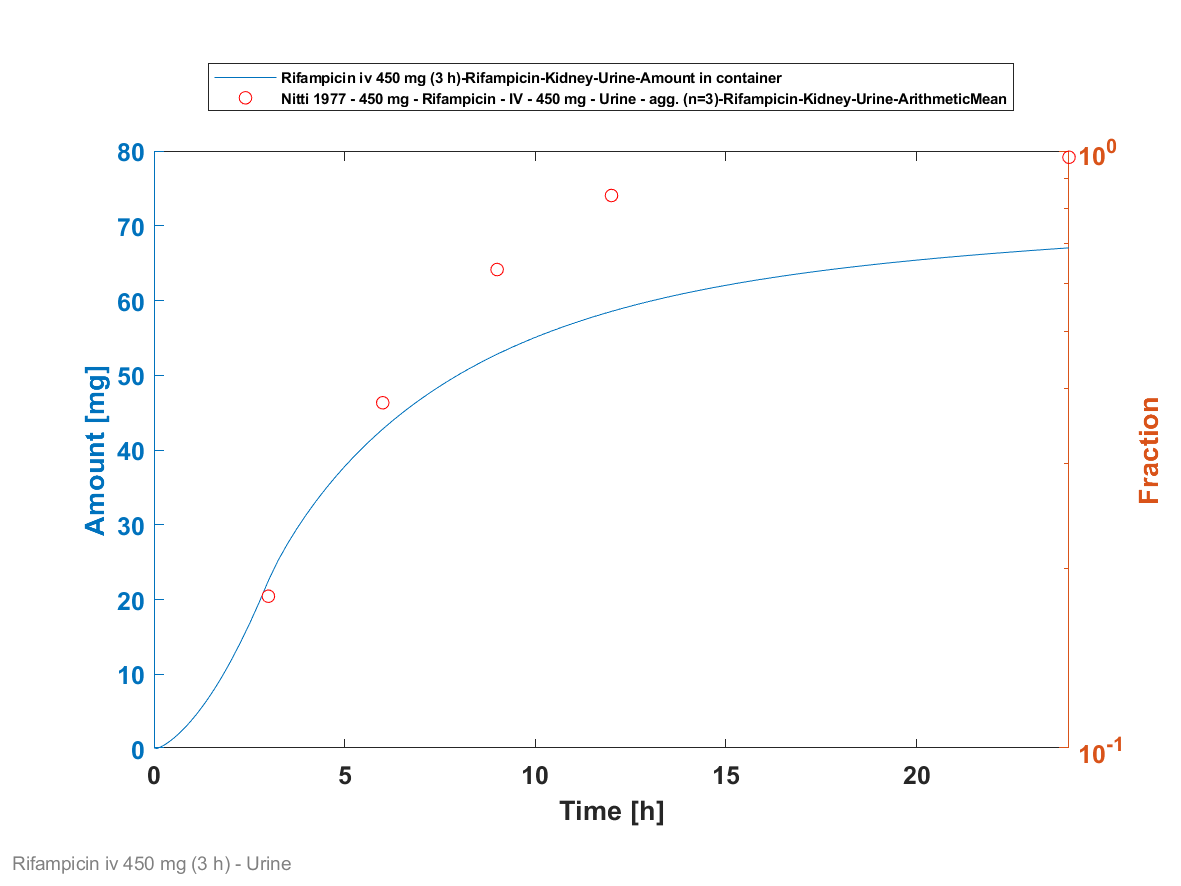 Rifampicin iv 450 mg (3 h)-Rifampicin-Kidney-Urine-Amount in container
Nitti 1977 - 450 mg - Rifampicin - IV - 450 mg - Urine - agg. (n=3)-Rifampicin-Kidney-Urine-ArithmeticMean
80
70
60
50
40
30
20
10
0
Amount [mg]
10^0
10^-1
Fraction
0 5 10 15 20
Time [h]
Rifampicin iv 450 mg (3 h) - Urine